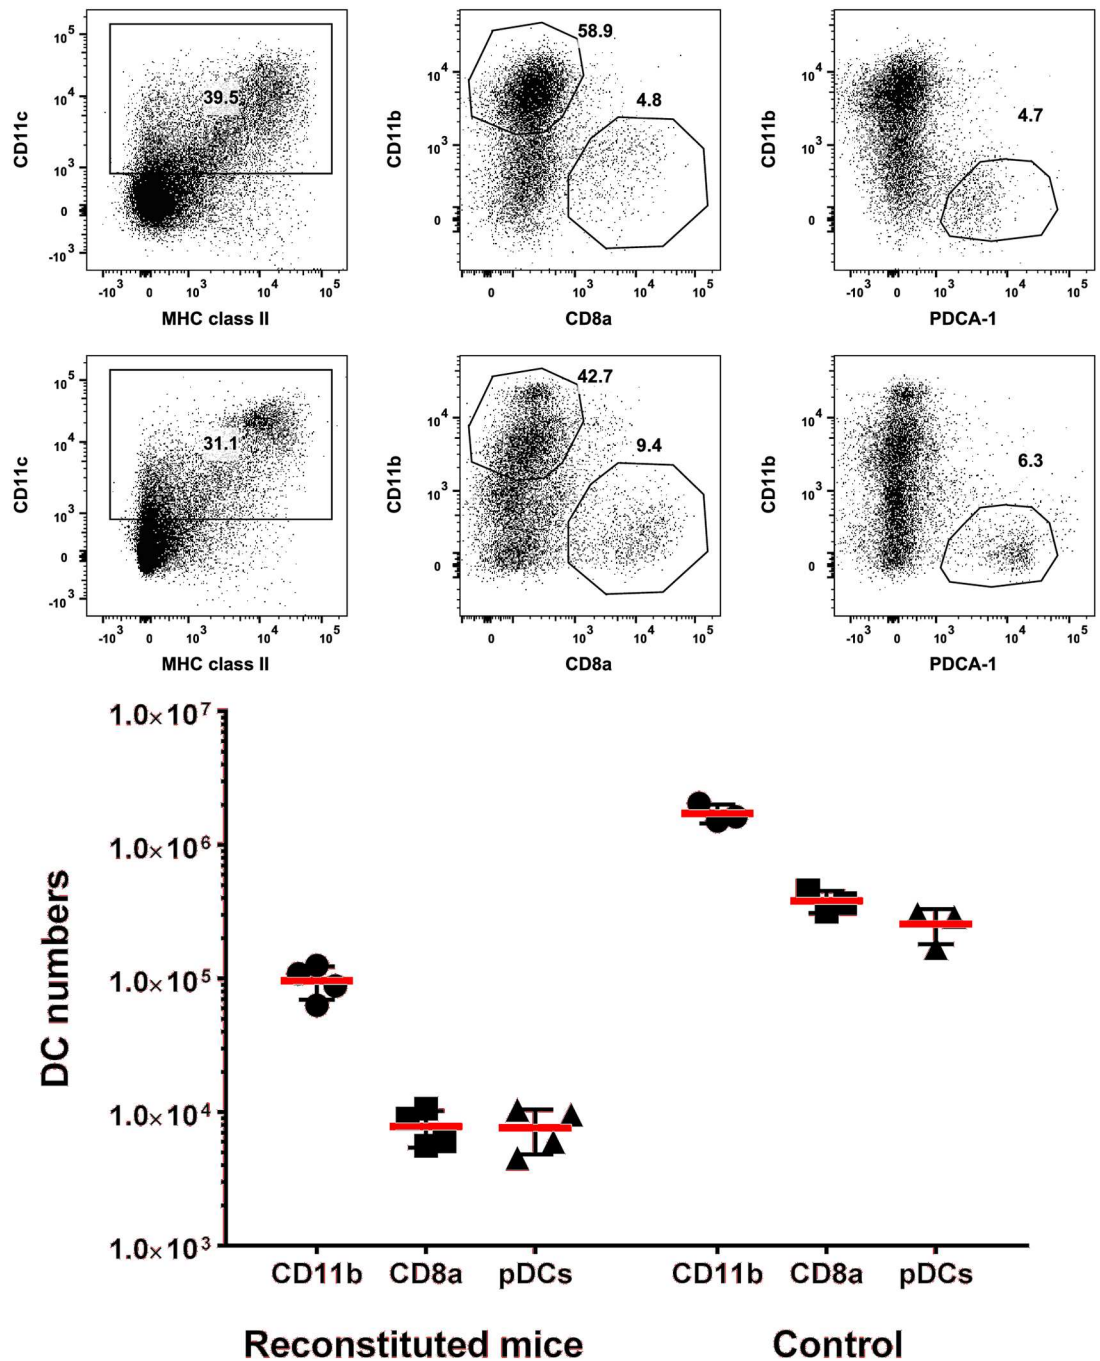 CD11c
10^5
10^4
10^3
0
-10^3
39.5
-10^3 0 10^3 10^4 10^5
MHC class II
CD11b
10^4
10^3
0
58.9
4.8
0 10^3 10^4 10^5
CD8a
CD11b
10^4
10^3
0
4.7
-10^3 0 10^3 10^4 10^5
PDCA-1
CD11c
10^5
10^4
10^3
0
-10^3
31.1
-10^3 0 10^3 10^4 10^5
MHC class II
CD11b
10^4
10^3
0
42.7
9.4
0 10^3 10^4 10^5
CD8a
CD11b
10^4
10^3
0
6.3
-10^3 0 10^3 10^4 10^5
PDCA-1
DC numbers
1.0×10^7
1.0×10^6
1.0×10^5
1.0×10^4
1.0×10^3
CD11b CD8a pDCs CD11b CD8a pDCs
Reconstituted mice Control